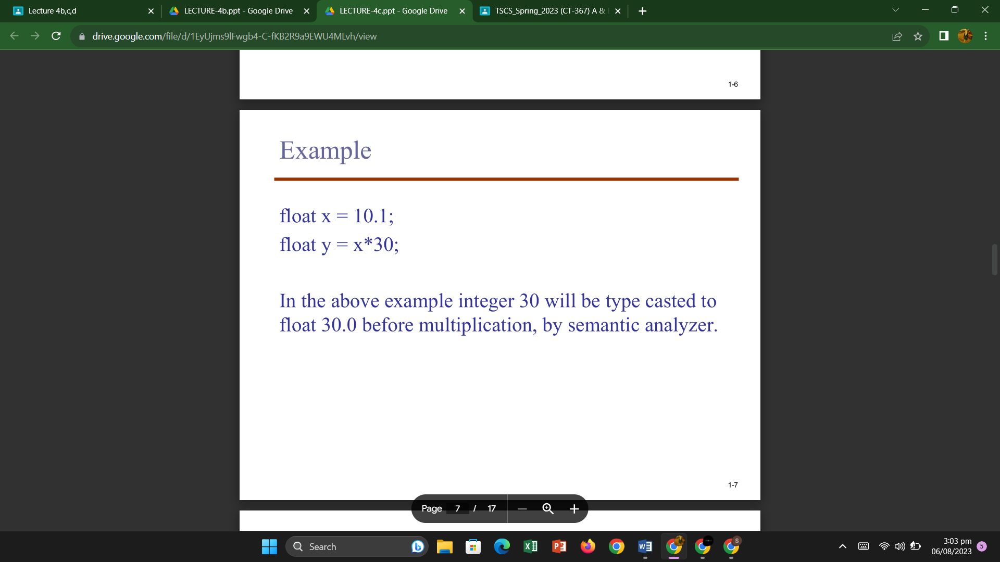 Lecture 4b,c,d
LECTURE-4b.ppt - Google Drive
LECTURE-4c.ppt - Google Drive
TSCS_Spring_2023 (CT-367) A &
drive.google.com/file/d/1EyUjms9lFwgb4-C-fKB2R9a9EWU4MLvh/view
1-6
Example
float x = 10.1;
float y = x*30;
In the above example integer 30 will be type casted to
float 30.0 before multiplication, by semantic analyzer.
1-7
Page 7 / 17
Search
3:03 pm
06/08/2023
5
S